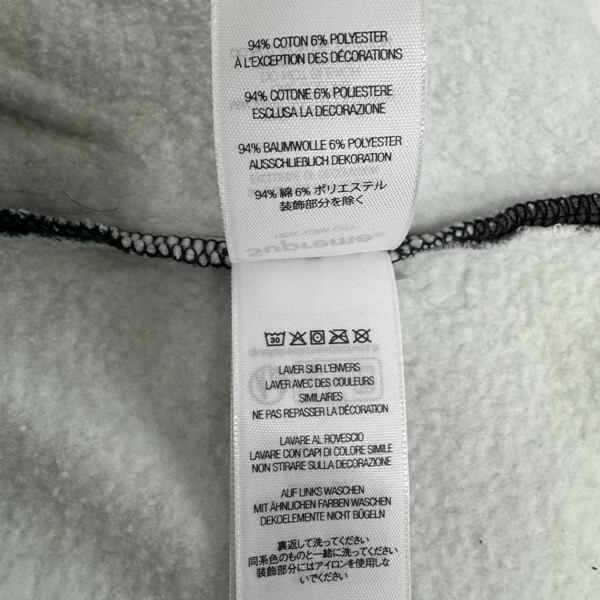 94% COTON 6% POLYESTER
À L'EXCEPTION DES DÉCORATIONS
94% COTONE 6% POLIESTERE
ESCLUSA LA DECORAZIONE
94% BAUMWOLLE 6% POLYESTER
AUSSCHLIEßLICH DEKORATION
94% 綿 6% ポリエステル
装飾部分を除く
Supreme
30
LAVER SUR L'ENVERS
LAVER AVEC DES COULEURS
SIMILAIRES
NE PAS REPASSER LA DÉCORATION
LAVARE AL ROVESCIO
LAVARE CON CAPI DI COLORE SIMILE
NON STIRARE SULLA DECORAZIONE
AUF LINKS WASCHEN
MIT ÄHNLICHEN FARBEN WASCHEN
DEKOELEMENTE NICHT BÜGELN
裏返して洗ってください
同系色のものと一緒に洗ってください
装飾部分にはアイロンを使用しな
いでください